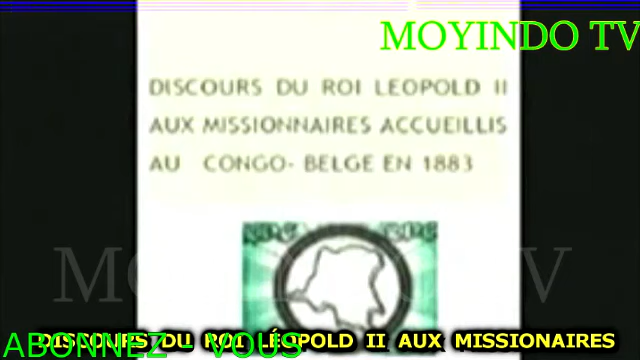 MOYINDO TV
DISCOURS DU ROI LEOPOLD II
AUX MISSIONNAIRES ACCUEILLIS
AU CONGO- BELGE EN 1883
DISCOURS DU ROI LÉOPOLD II AUX MISSIONAIRES
ABONNEZ VOUS